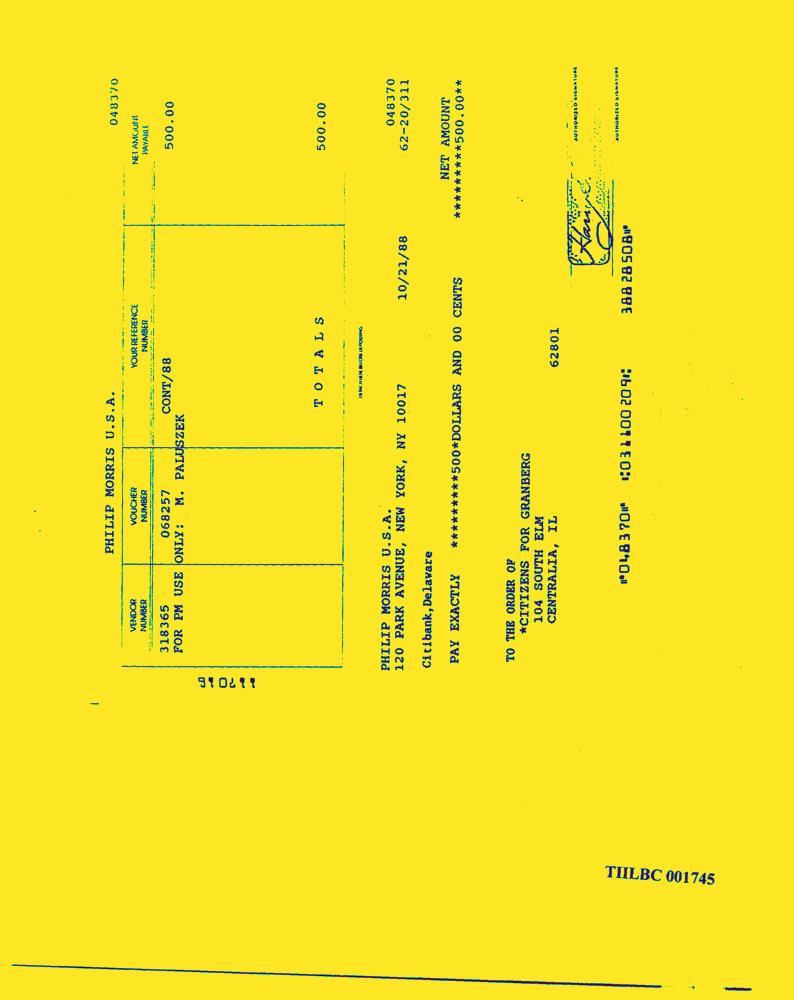 PHILIP MORRIS U.S.A. 048370
VENDOR NUMBER VOUCHER NUMBER YOUR REFERENCE NUMBER NET AMOUNT PAYABLE
318365 068257 CONT/88 500.00
FOR PM USE ONLY: M. PALUSZEK
T O T A L S 500.00
PHILIP MORRIS U.S.A. 048370
120 PARK AVENUE, NEW YORK, NY 10017 10/21/88 62-20/311
Citibank,Delaware
NET AMOUNT
PAY EXACTLY **********500*DOLLARS AND 00 CENTS **********500.00**
TO THE ORDER OF
*CITIZENS FOR GRANBERG
104 SOUTH ELM
CENTRALIA, IL 62801
AUTHORIZED SIGNATURE
AUTHORIZED SIGNATURE
⑈048370⑈ ⑆031100209⑆ 38828508⑈
TIILBC 001745